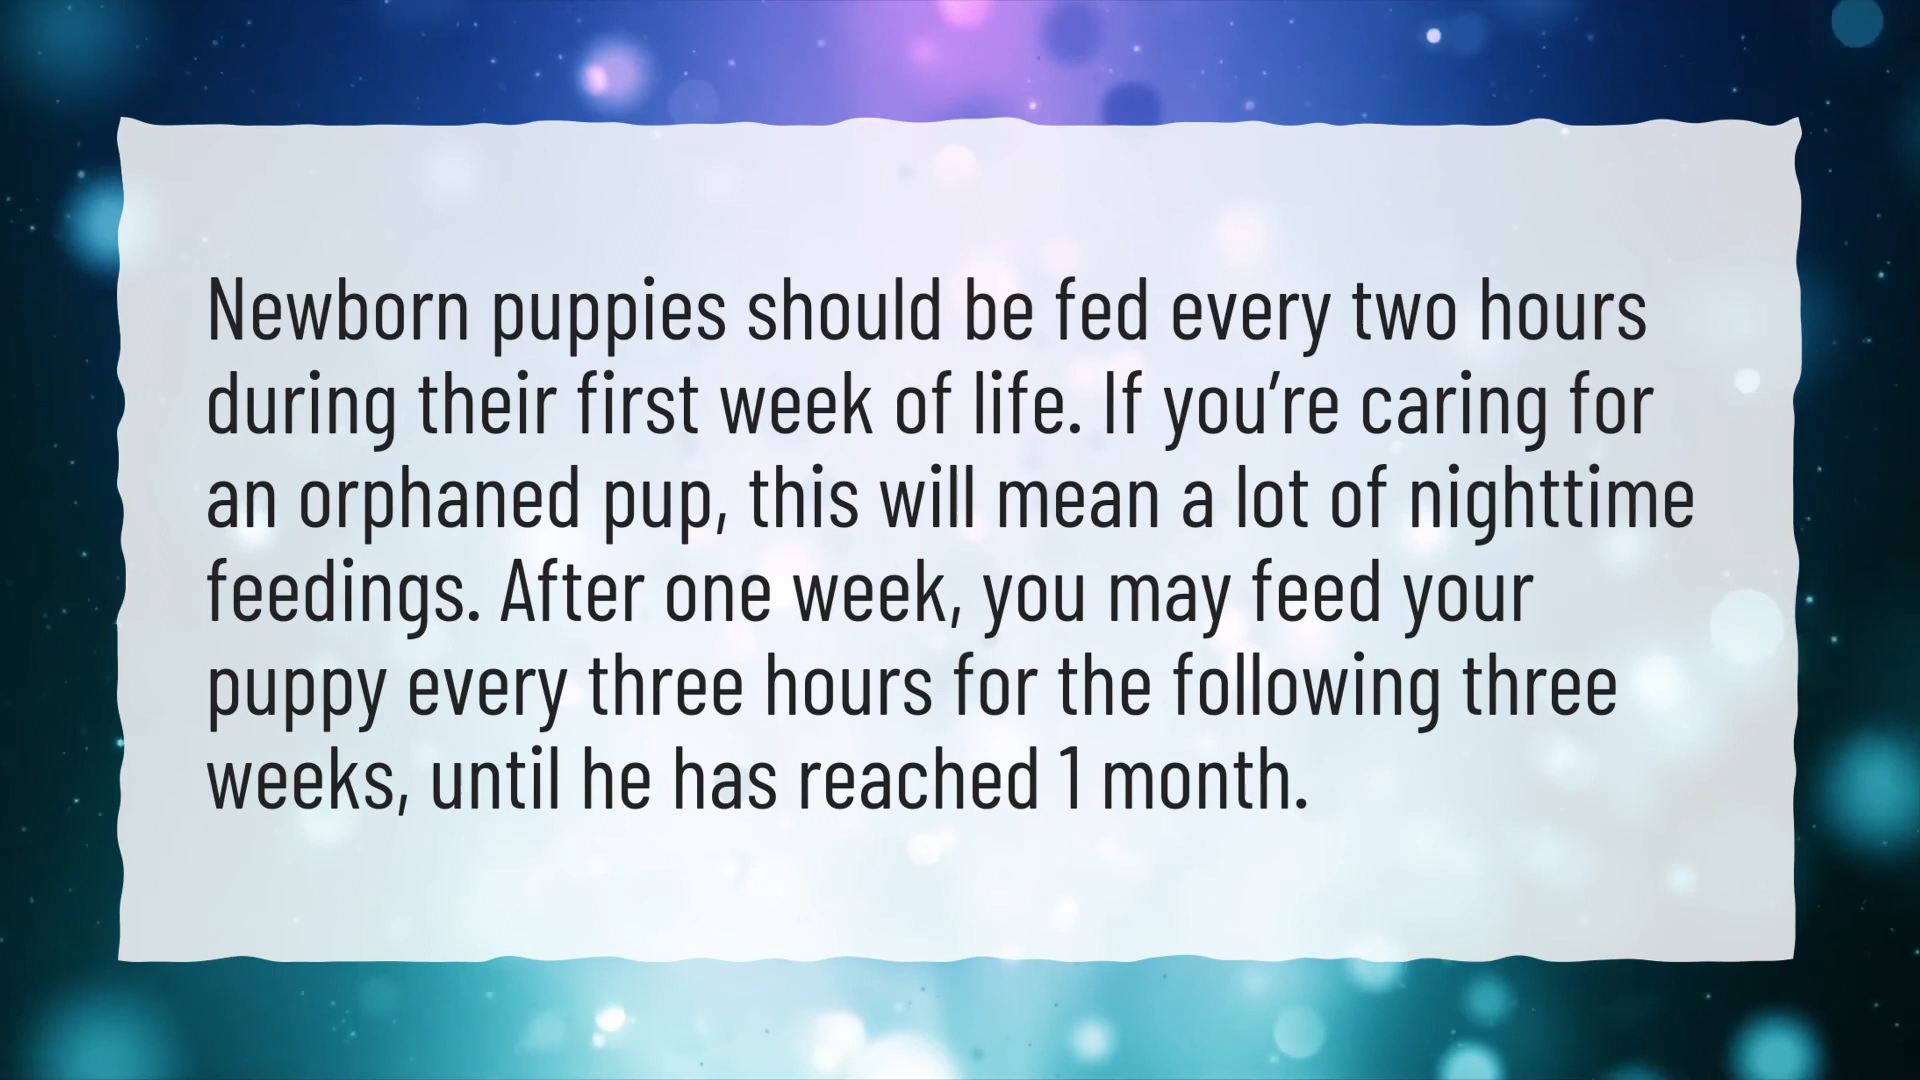 Newborn puppies should be fed every two hours
during their first week of life. If you’re caring for
an orphaned pup, this will mean a lot of nighttime
feedings. After one week, you may feed your
puppy every three hours for the following three
weeks, until he has reached 1 month.